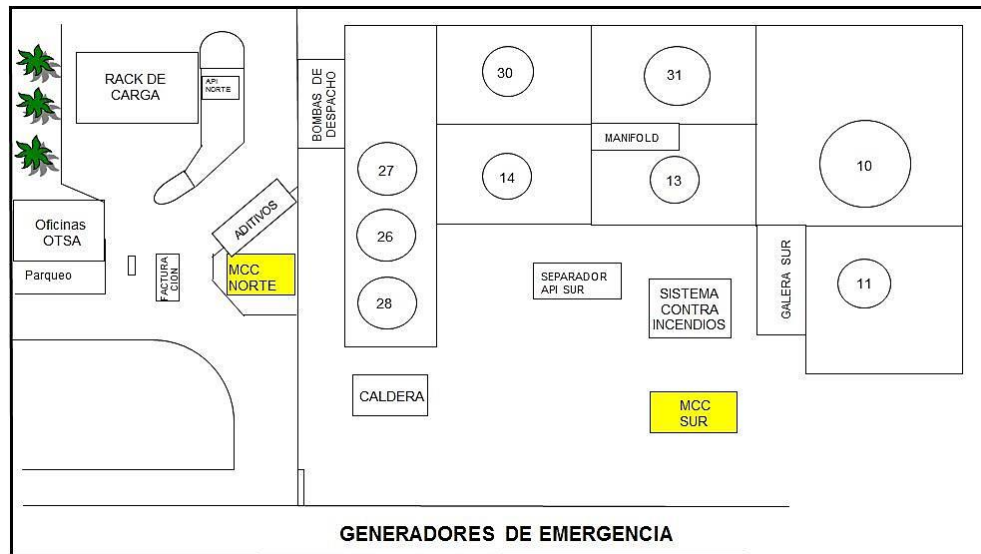 RACK DE
CARGA
API
NORTE
BOMBAS DE
DESPACHO
30
31
MANIFOLD
27
14
13
10
Oficinas
OTSA
ADITIVOS
26
Parqueo
FACTURA
CION
MCC
NORTE
28
SEPARADOR
API SUR
SISTEMA
CONTRA
INCENDIOS
GALERA SUR
11
CALDERA
MCC
SUR
GENERADORES DE EMERGENCIA